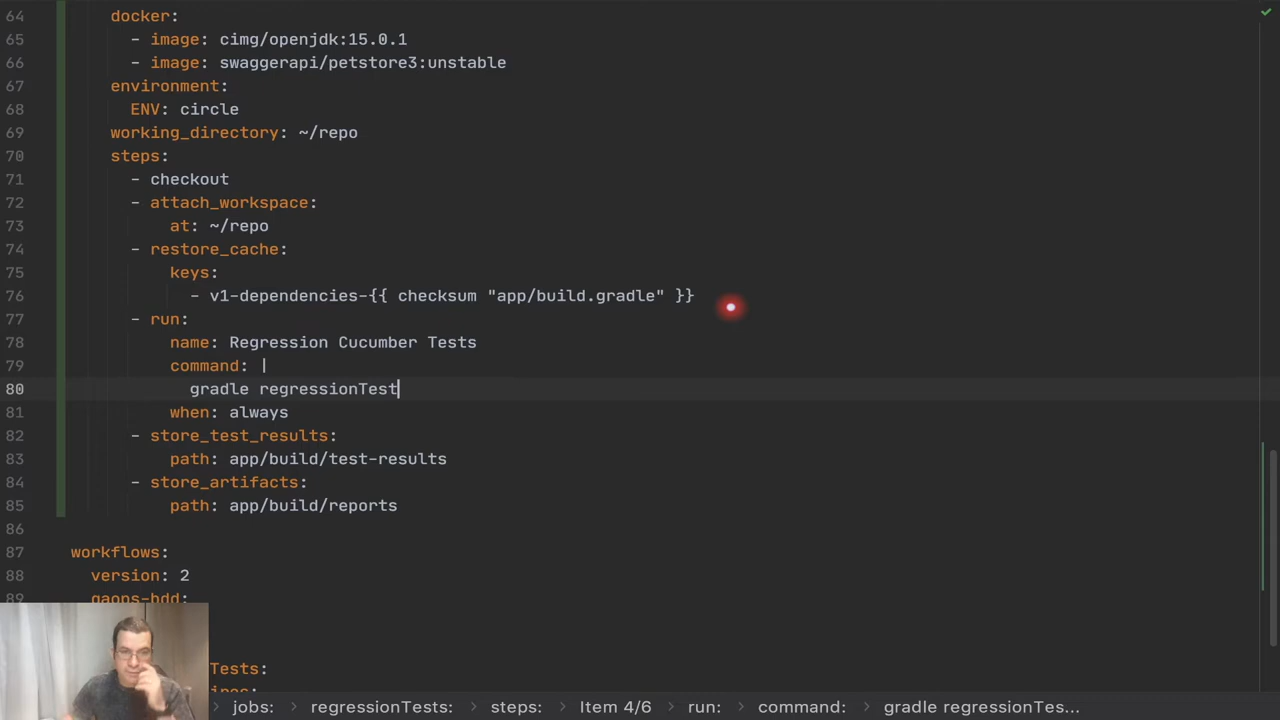 64 docker:
65 - image: cimg/openjdk:15.0.1
66 - image: swaggerapi/petstore3:unstable
67 environment:
68 ENV: circle
69 working_directory: ~/repo
70 steps:
71 - checkout
72 - attach_workspace:
73 at: ~/repo
74 - restore_cache:
75 keys:
76 - v1-dependencies-{{ checksum "app/build.gradle" }}
77 - run:
78 name: Regression Cucumber Tests
79 command: |
80 gradle regressionTest
81 when: always
82 - store_test_results:
83 path: app/build/test-results
84 - store_artifacts:
85 path: app/build/reports
86
87 workflows:
88 version: 2
89 qaops-bdd:
Tests:
jobs: › regressionTests: › steps: › Item 4/6 › run: › command: › gradle regressionTes...